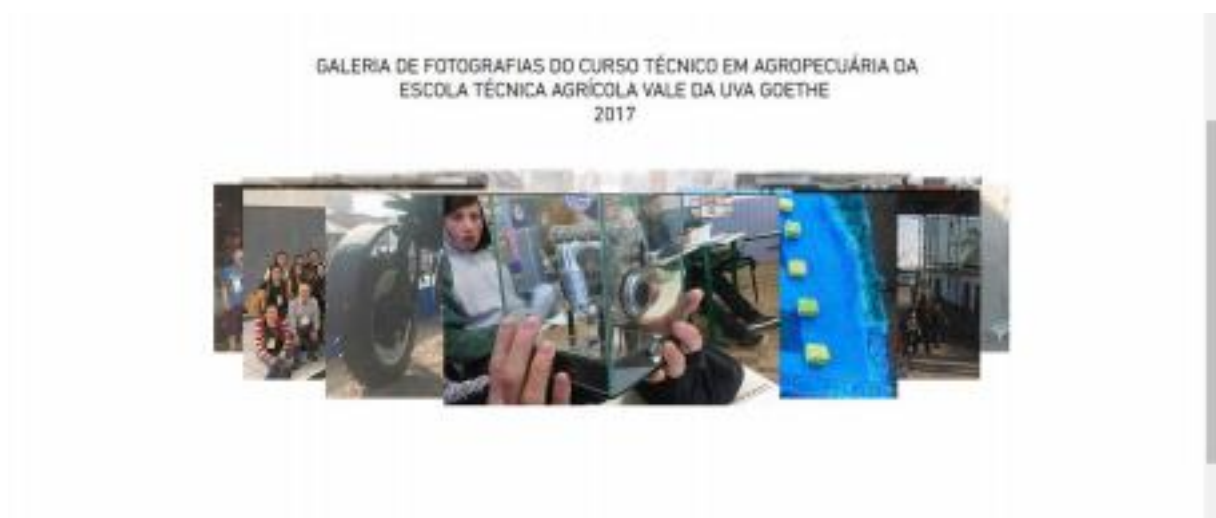 GALERIA DE FOTOGRAFIAS DO CURSO TÉCNICO EM AGROPECUÁRIA DA
ESCOLA TÉCNICA AGRÍCOLA VALE DA UVA GOETHE
2017